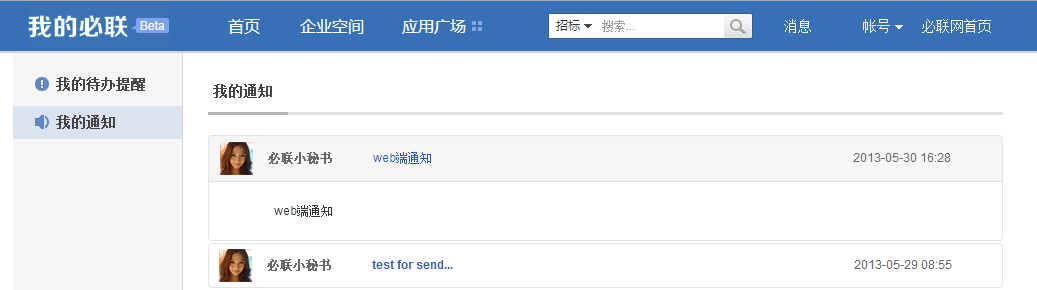 我的必联 Beta 首页 企业空间 应用广场 招标 搜索... 消息 帐号 必联网首页
我的待办提醒
我的通知
我的通知
必联小秘书 web端通知 2013-05-30 16:28
web端通知
必联小秘书 test for send... 2013-05-29 08:55